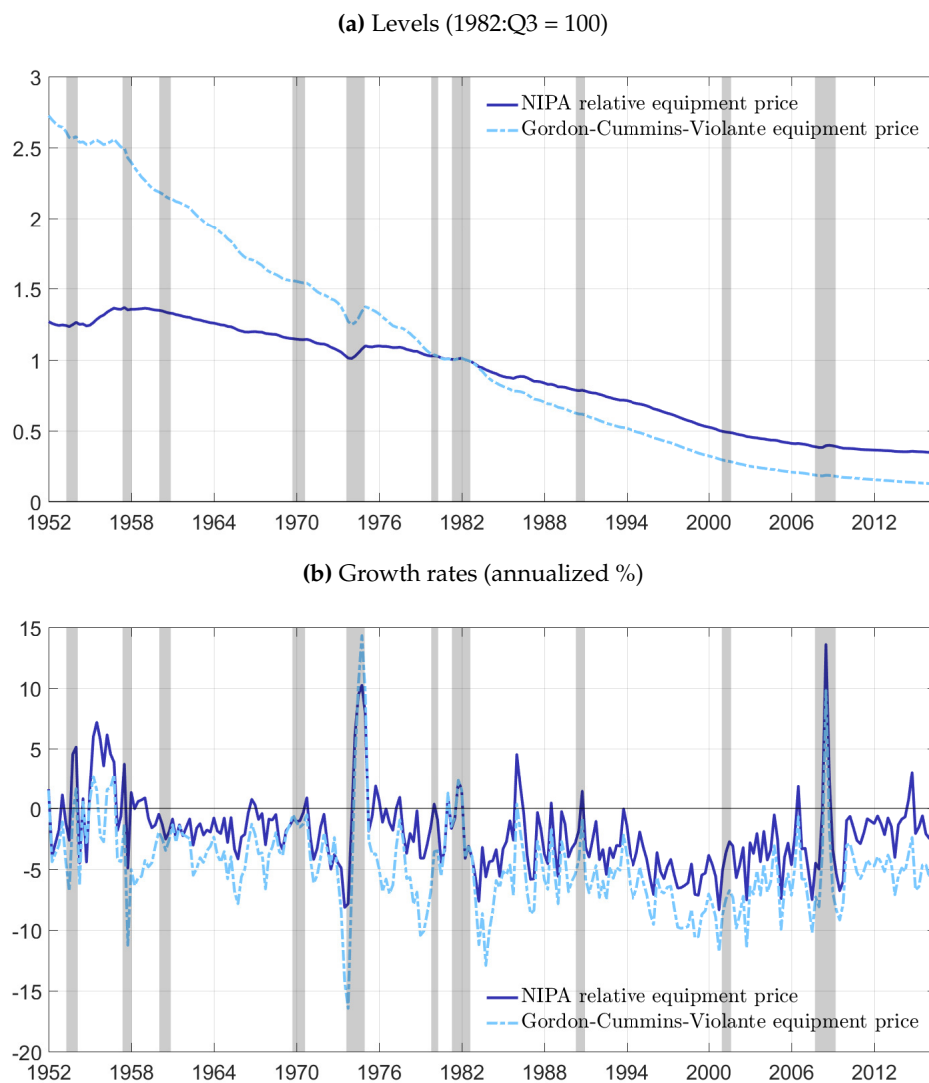 (a) Levels (1982:Q3 = 100)
3
NIPA relative equipment price
Gordon-Cummins-Violante equipment price
2.5
2
1.5
1
0.5
0
1952 1958 1964 1970 1976 1982 1988 1994 2000 2006 2012
(b) Growth rates (annualized %)
15
10
5
0
-5
-10
-15
NIPA relative equipment price
Gordon-Cummins-Violante equipment price
-20
1952 1958 1964 1970 1976 1982 1988 1994 2000 2006 2012